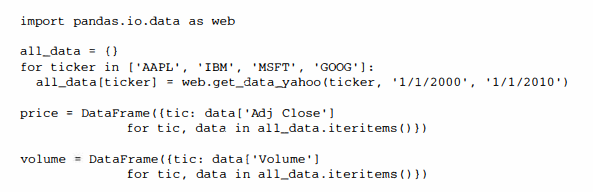 import pandas.io.data as web
all_data = {}
for ticker in ['AAPL', 'IBM', 'MSFT', 'GOOG']:
  all_data[ticker] = web.get_data_yahoo(ticker, '1/1/2000', '1/1/2010')
price = DataFrame({tic: data['Adj Close']
              for tic, data in all_data.iteritems()})
volume = DataFrame({tic: data['Volume']
              for tic, data in all_data.iteritems()})